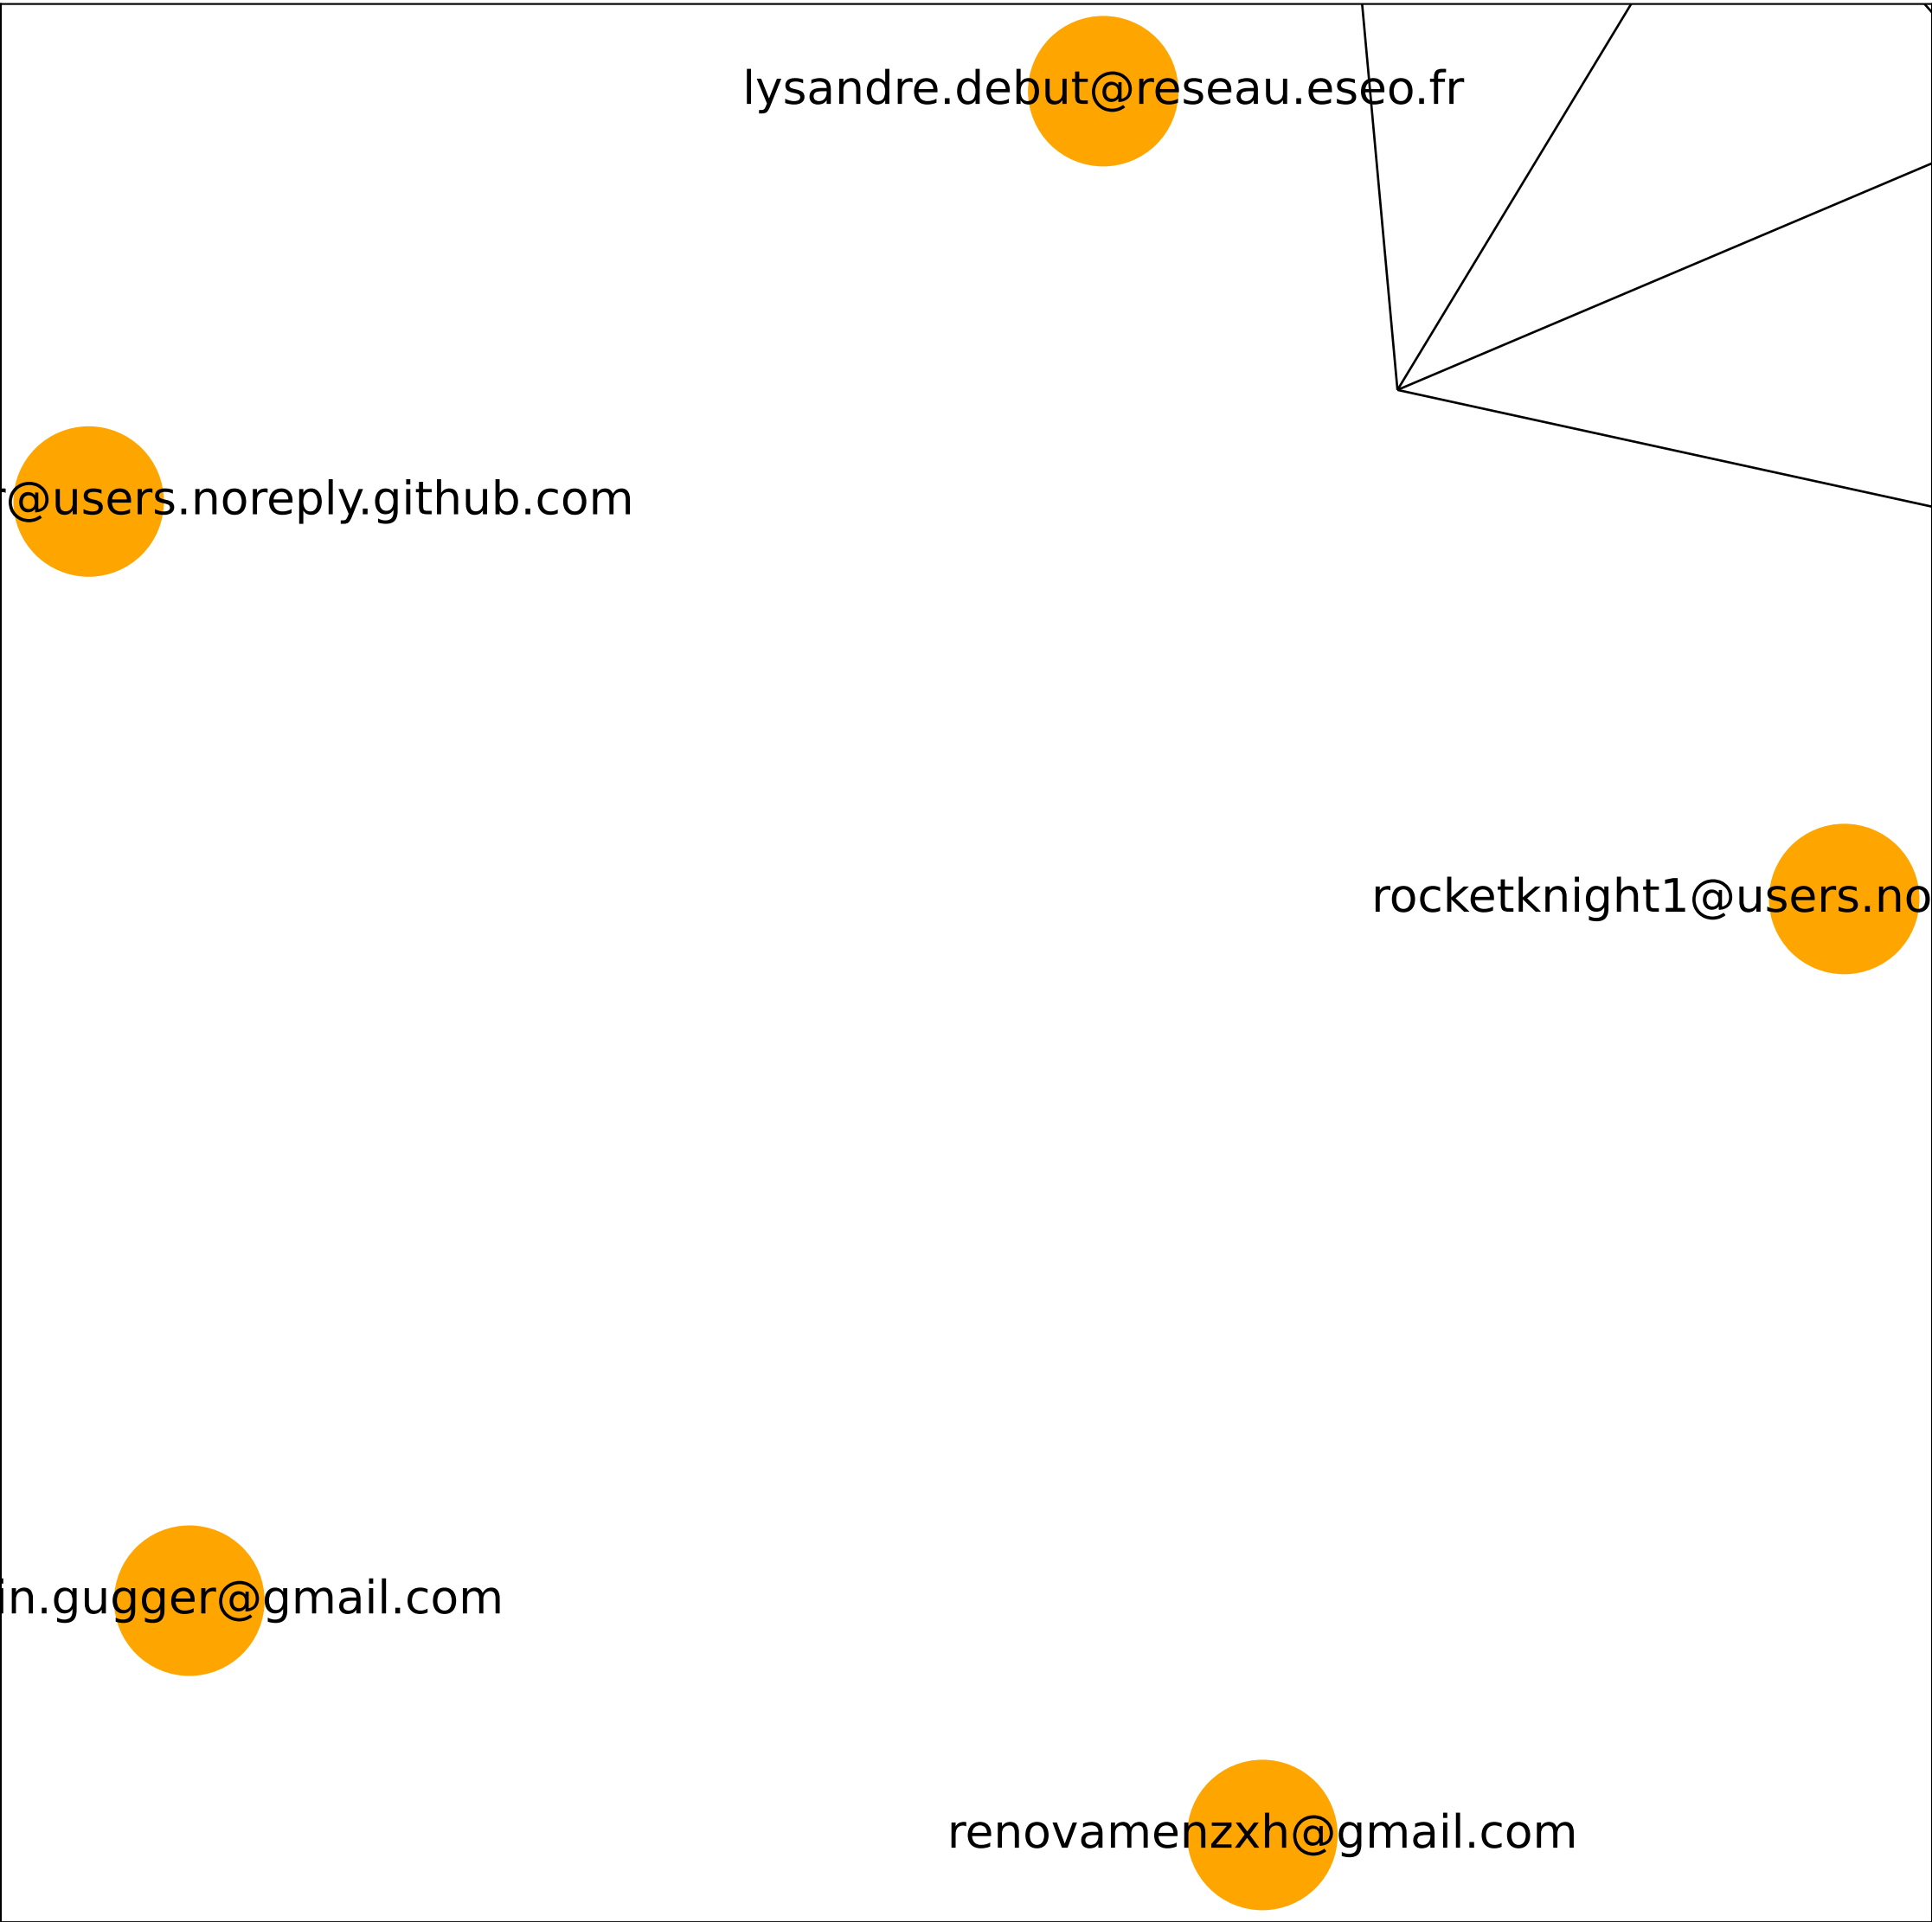 lysandre.debut@reseau.eseo.fr
r@users.noreply.github.com
rocketknight1@users.no
in.gugger@gmail.com
renovamenzxh@gmail.com